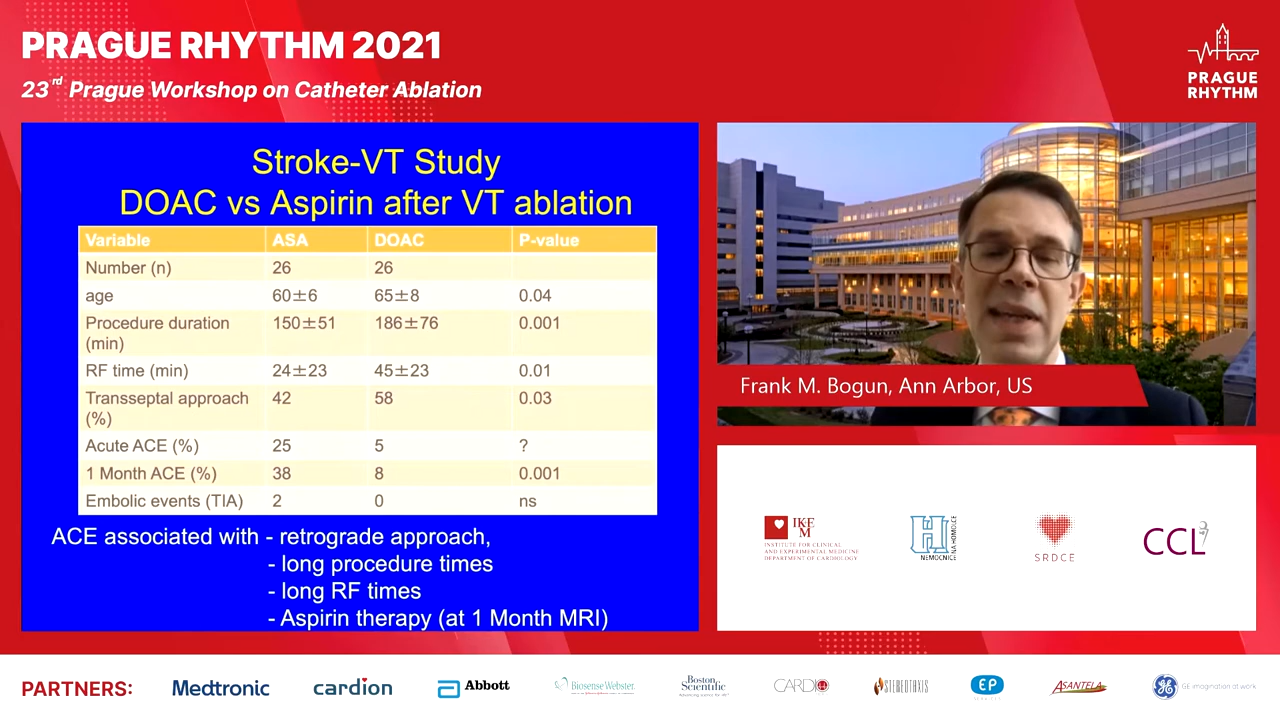 PRAGUE RHYTHM 2021
23rd Prague Workshop on Catheter Ablation
PRAGUE
RHYTHM
Stroke-VT Study
DOAC vs Aspirin after VT ablation
Variable ASA DOAC P-value
Number (n) 26 26
age 60±6 65±8 0.04
Procedure duration (min) 150±51 186±76 0.001
RF time (min) 24±23 45±23 0.01
Transseptal approach (%) 42 58 0.03
Acute ACE (%) 25 5 ?
1 Month ACE (%) 38 8 0.001
Embolic events (TIA) 2 0 ns
ACE associated with - retrograde approach,
- long procedure times
- long RF times
- Aspirin therapy (at 1 Month MRI)
Frank M. Bogun, Ann Arbor, US
IKEM
INSTITUTE FOR CLINICAL
AND EXPERIMENTAL MEDICINE
DEPARTMENT OF CARDIOLOGY
H
NEMOCNICE
NA HOMOLCE
SRDCE
CCL
PARTNERS: Medtronic cardion Abbott Biosense Webster Boston Scientific CARDIO STEREOTAXIS EP SERVICES ASANTELA GE imagination at work